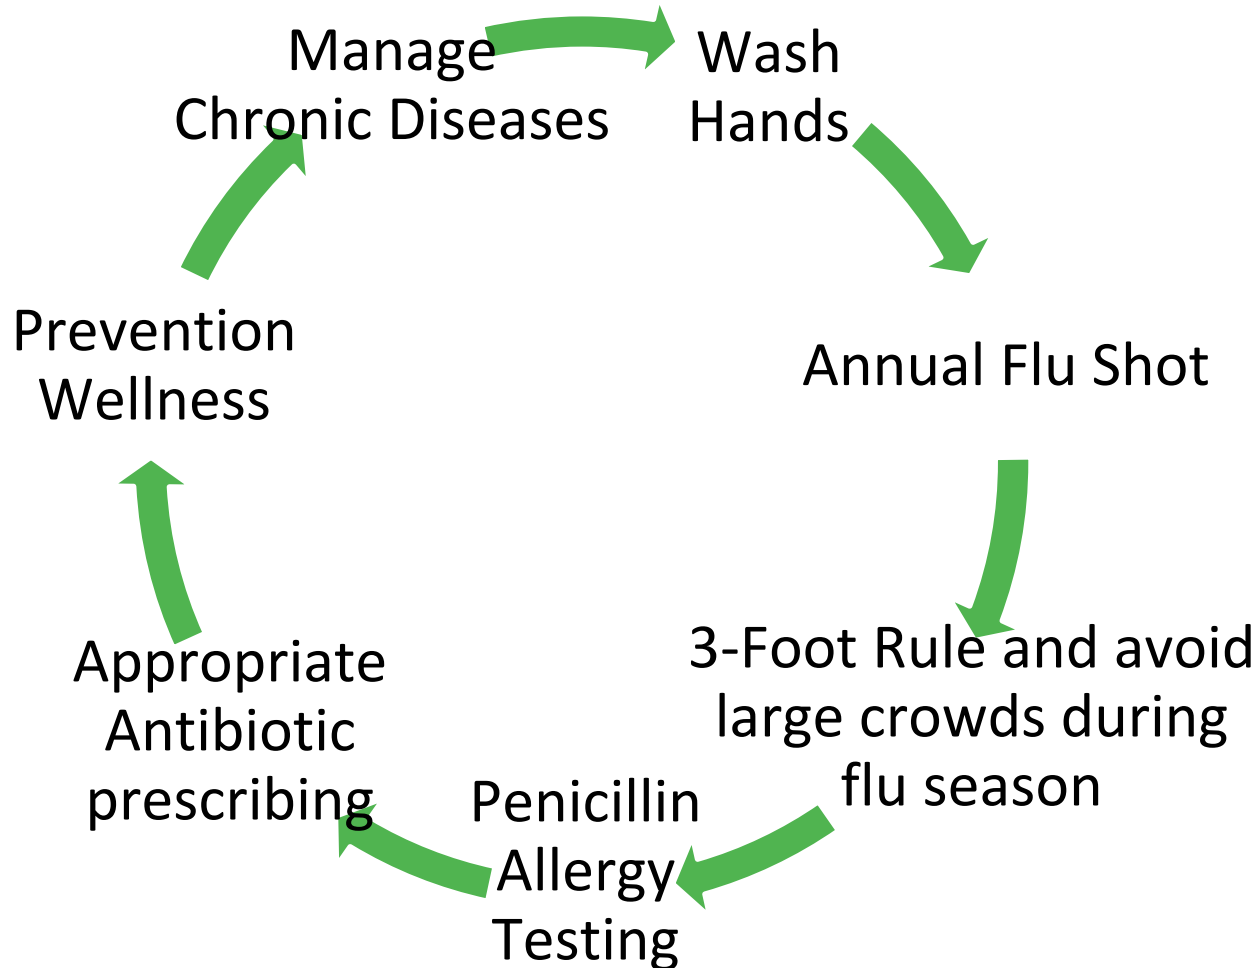 Manage
Chronic Diseases
Wash
Hands
Annual Flu Shot
3-Foot Rule and avoid
large crowds during
flu season
Penicillin
Allergy
Testing
Appropriate
Antibiotic
prescribing
Prevention
Wellness